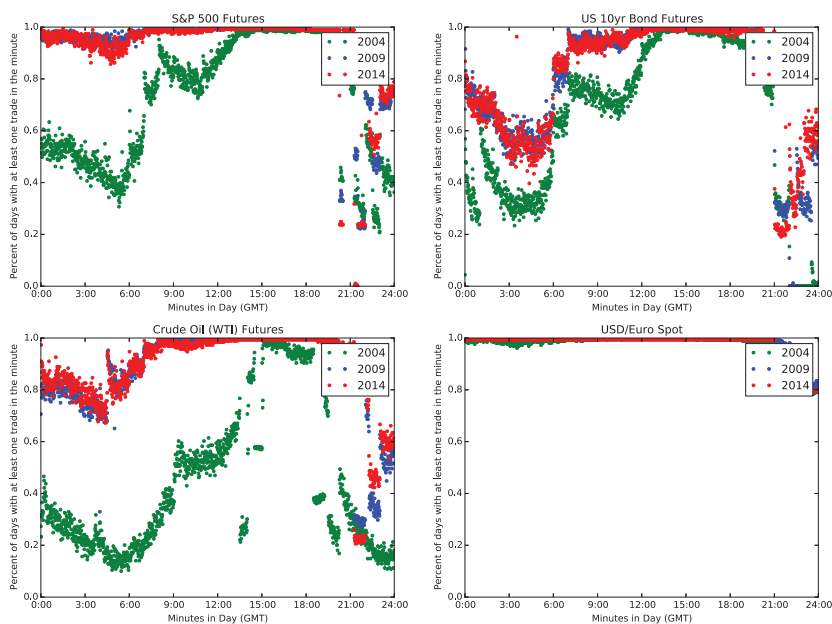 S&P 500 Futures
Percent of days with at least one trade in the minute
1.0
0.8
0.6
0.4
0.2
0.0
0:00 3:00 6:00 9:00 12:00 15:00 18:00 21:00 24:00
Minutes in Day (GMT)
2004
2009
2014
US 10yr Bond Futures
Percent of days with at least one trade in the minute
1.0
0.8
0.6
0.4
0.2
0.0
0:00 3:00 6:00 9:00 12:00 15:00 18:00 21:00 24:00
Minutes in Day (GMT)
2004
2009
2014
Crude Oil (WTI) Futures
Percent of days with at least one trade in the minute
1.0
0.8
0.6
0.4
0.2
0.0
0:00 3:00 6:00 9:00 12:00 15:00 18:00 21:00 24:00
Minutes in Day (GMT)
2004
2009
2014
USD/Euro Spot
Percent of days with at least one trade in the minute
1.0
0.8
0.6
0.4
0.2
0.0
0:00 3:00 6:00 9:00 12:00 15:00 18:00 21:00 24:00
Minutes in Day (GMT)
2004
2009
2014